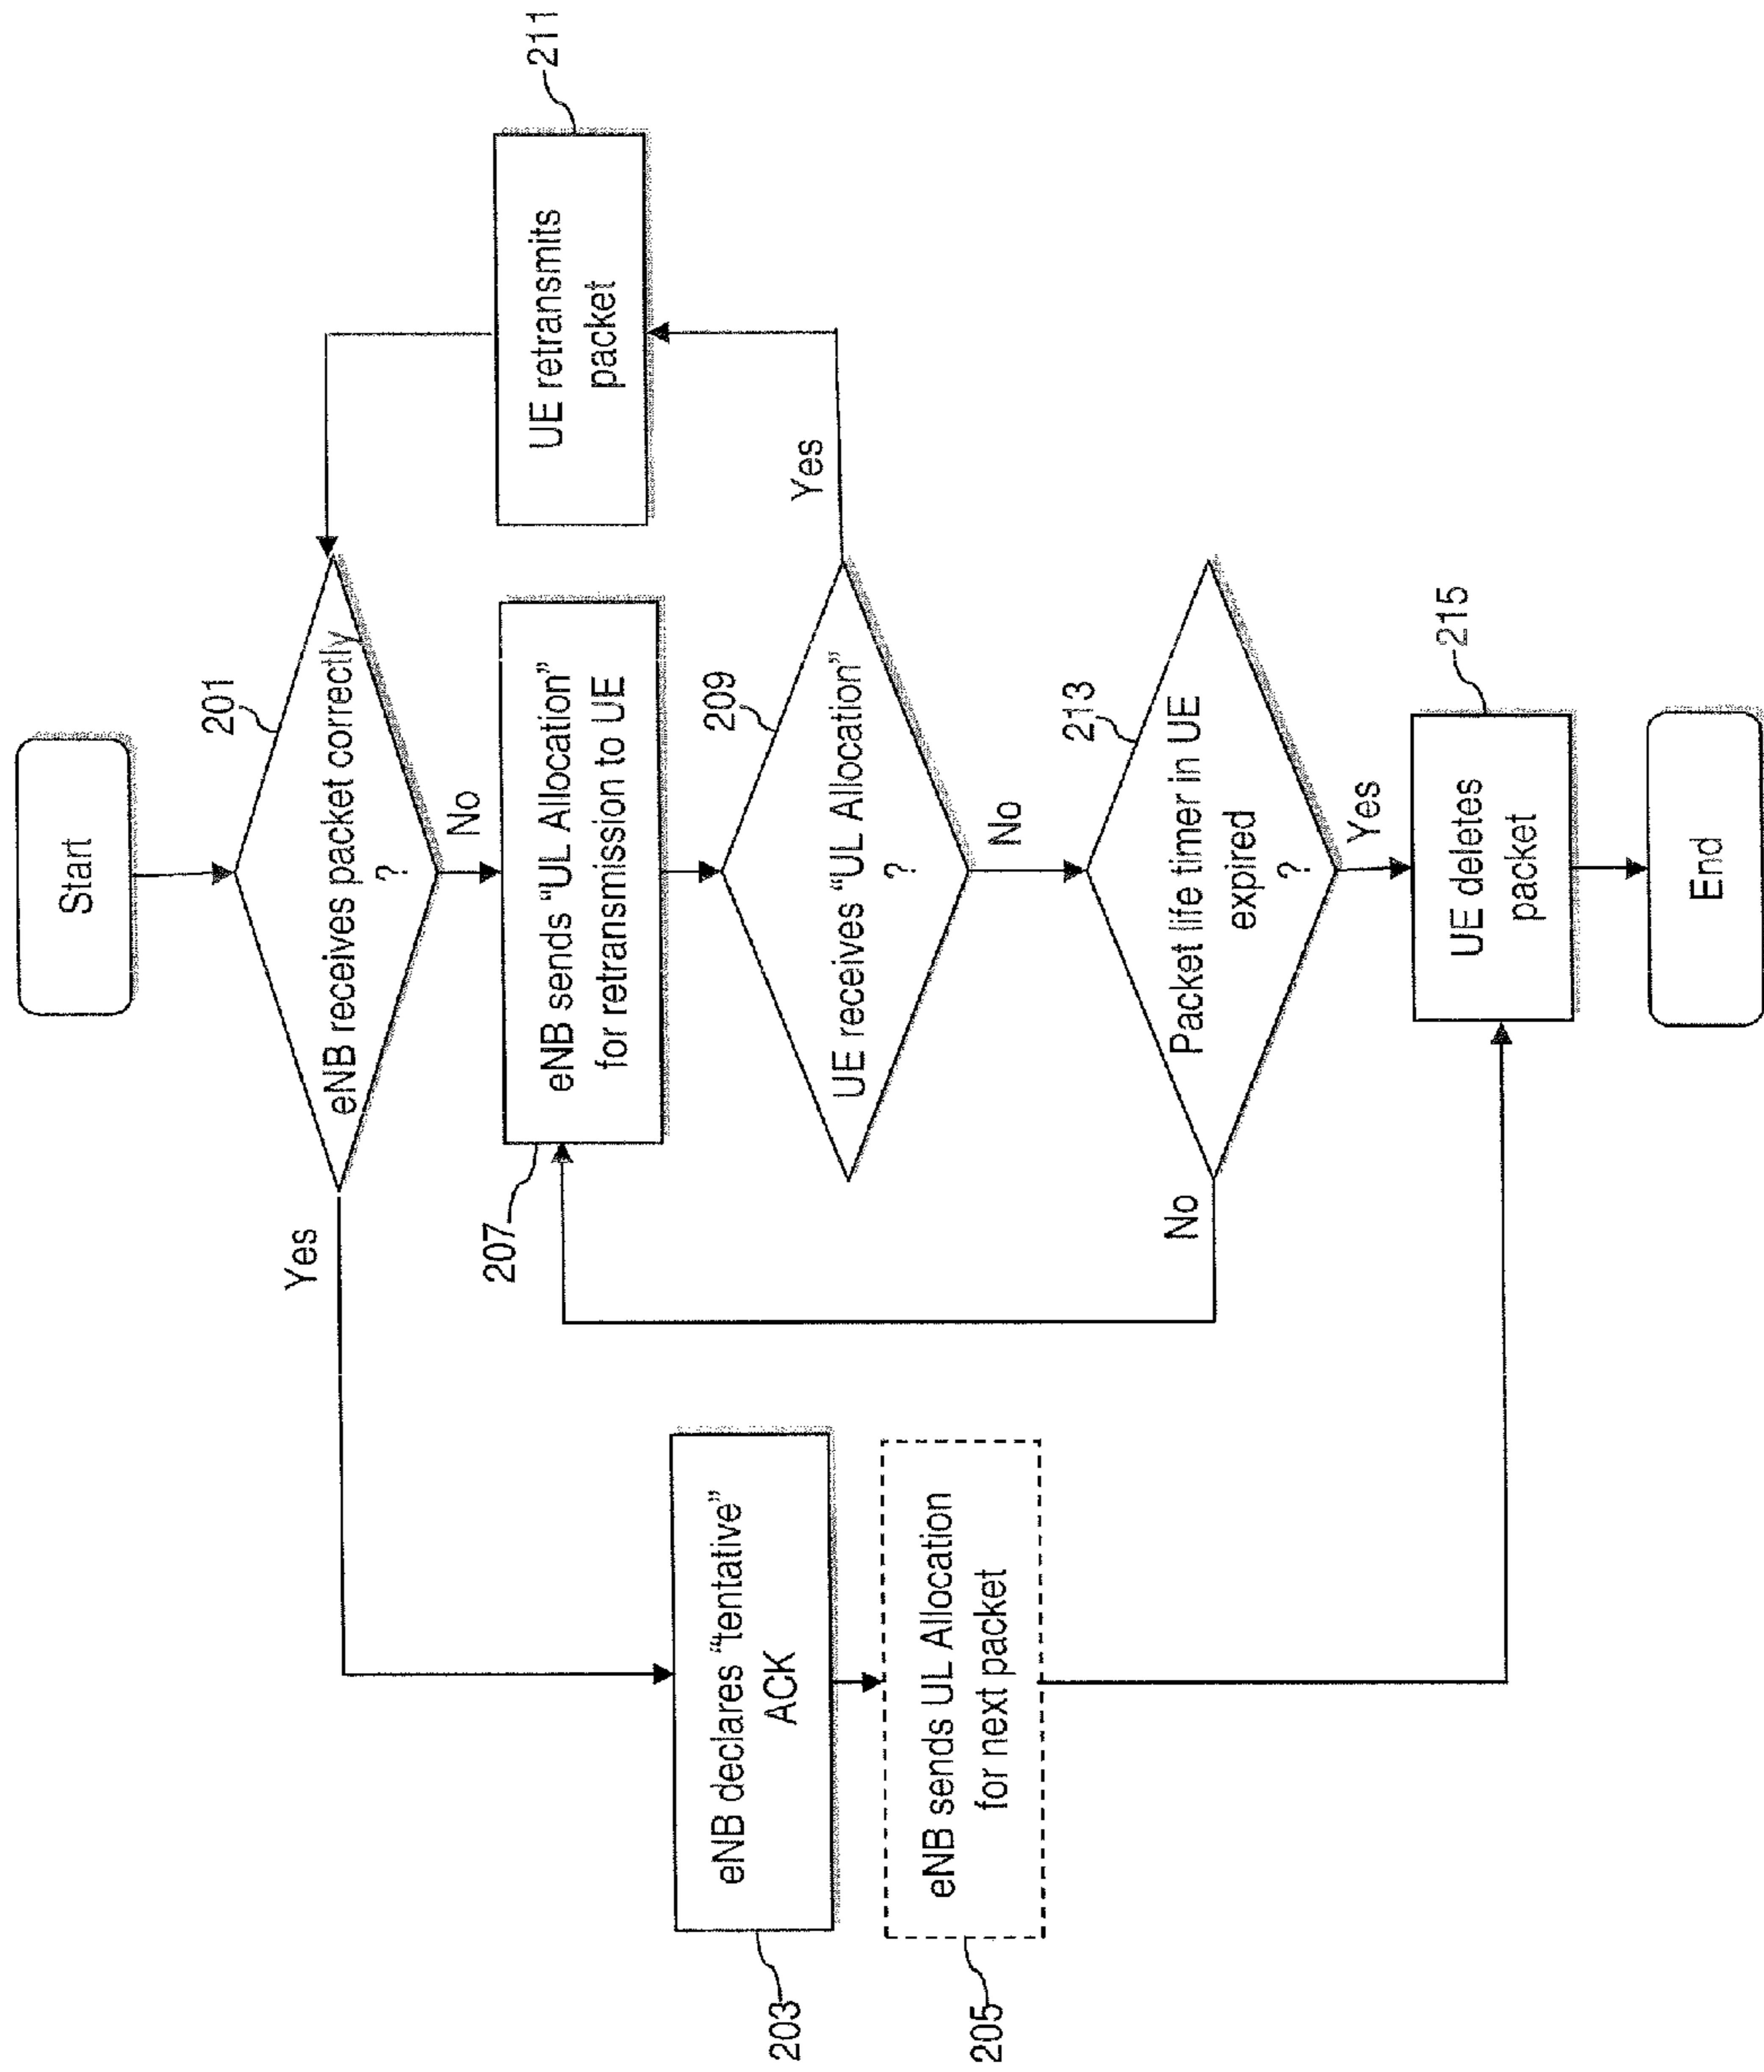 Start
201
eNB receives packet correctly
?
Yes
No
207
eNB sends "UL Allocation"
for retransmission to UE
211
UE retransmits
packet
209
UE receives “UL Allocation”
?
Yes
No
203
eNB declares “tentative”
ACK
205
eNB sends UL Allocation
for next packet
213
Packet life timer in UE
expired
?
No
Yes
215
UE deletes
packet
End